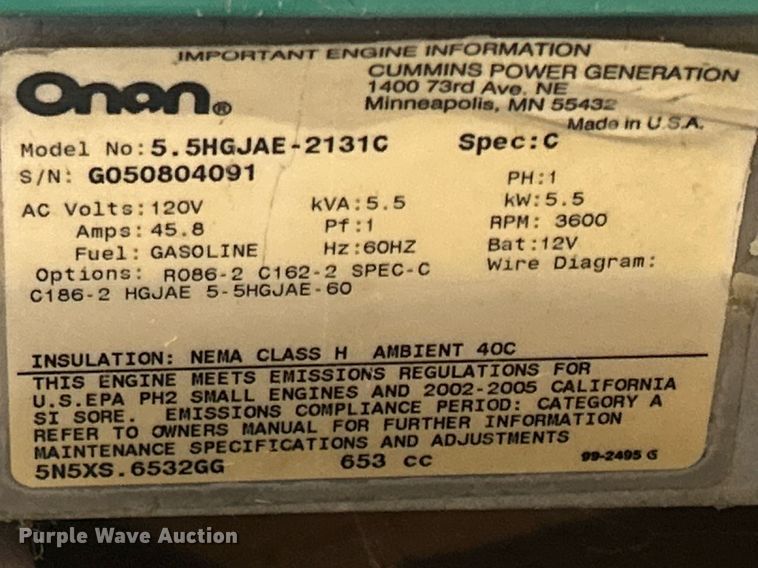 IMPORTANT ENGINE INFORMATION
Onan®
CUMMINS POWER GENERATION
1400 73rd Ave. NE
Minneapolis, MN 55432
Made in U.S.A.
Model No: 5.5HGJAE-2131C Spec: C
S/N: G050804091 PH: 1
AC Volts: 120V kVA: 5.5 kW: 5.5
Amps: 45.8 Pf: 1 RPM: 3600
Fuel: GASOLINE Hz: 60HZ Bat: 12V
Options: R086-2 C162-2 SPEC-C Wire Diagram:
C186-2 HGJAE 5-5HGJAE-60
INSULATION: NEMA CLASS H AMBIENT 40C
THIS ENGINE MEETS EMISSIONS REGULATIONS FOR
U.S.EPA PH2 SMALL ENGINES AND 2002-2005 CALIFORNIA
SI SORE. EMISSIONS COMPLIANCE PERIOD: CATEGORY A
REFER TO OWNERS MANUAL FOR FURTHER INFORMATION
MAINTENANCE SPECIFICATIONS AND ADJUSTMENTS
5N5XS.6532GG 653 cc 99-2495 G
Purple Wave Auction